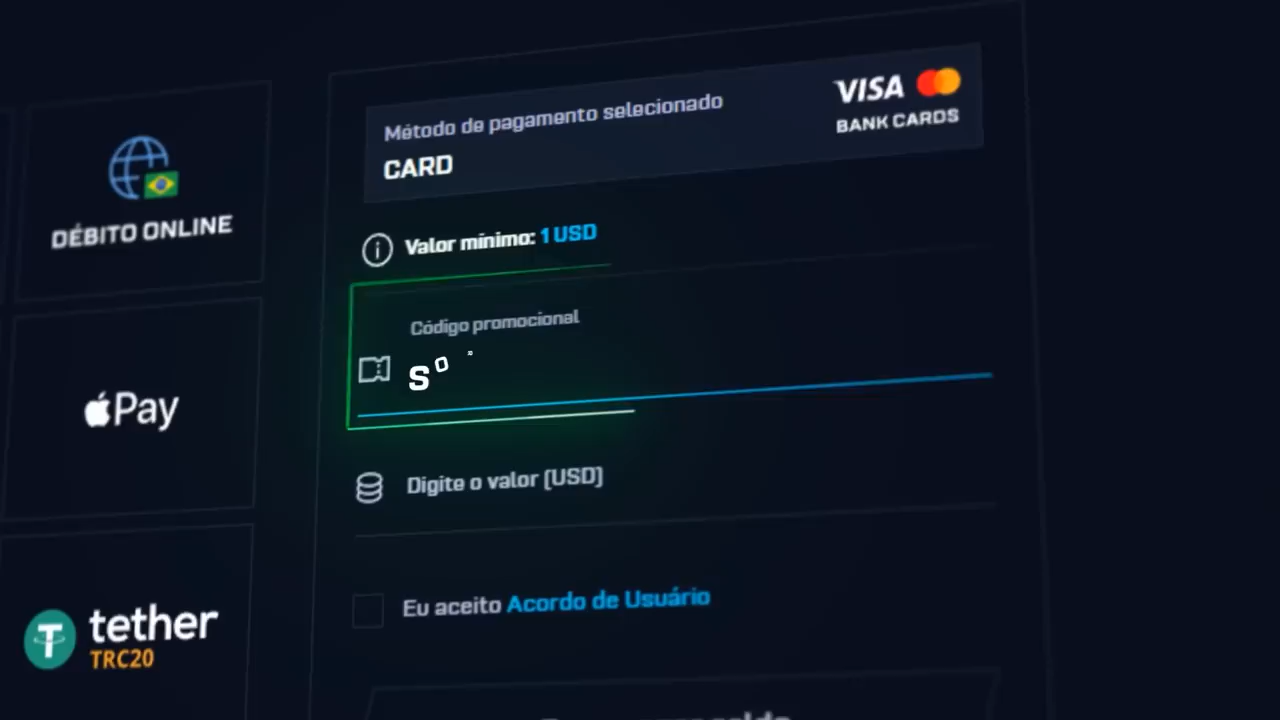 DÉBITO ONLINE
Pay
tether
TRC20
Método de pagamento selecionado
CARD
VISA
BANK CARDS
Valor mínimo: 1 USD
Código promocional
So
Digite o valor (USD)
Eu aceito Acordo de Usuário